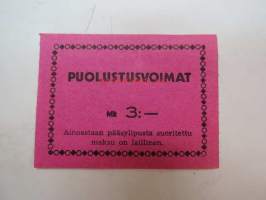 PUOLUSTUSVOIMAT
Mk 3:—
Ainoastaan pääsylipusta suoritettu
maksu on laillinen.